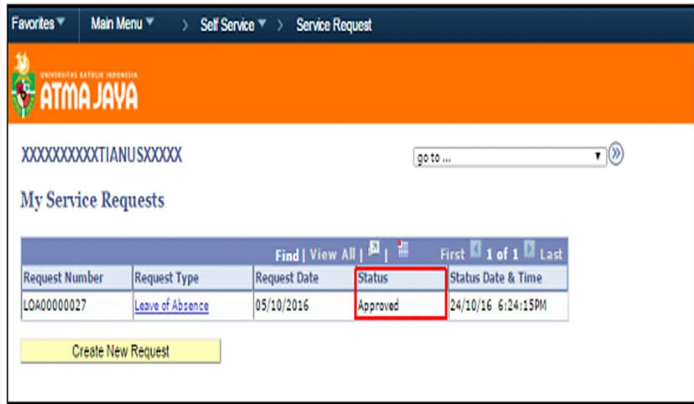 Favorites Main Menu > Self Service > Service Request
UNIVERSITAS KATOLIK INDONESIA
ATMA JAYA
XXXXXXXXXXTIANUSXXXXX
go to ...
My Service Requests
Find | View All | | First 1 of 1 Last
Request Number Request Type Request Date Status Status Date & Time
LOA00000027 Leave of Absence 05/10/2016 Approved 24/10/16 6:24:15PM
Create New Request